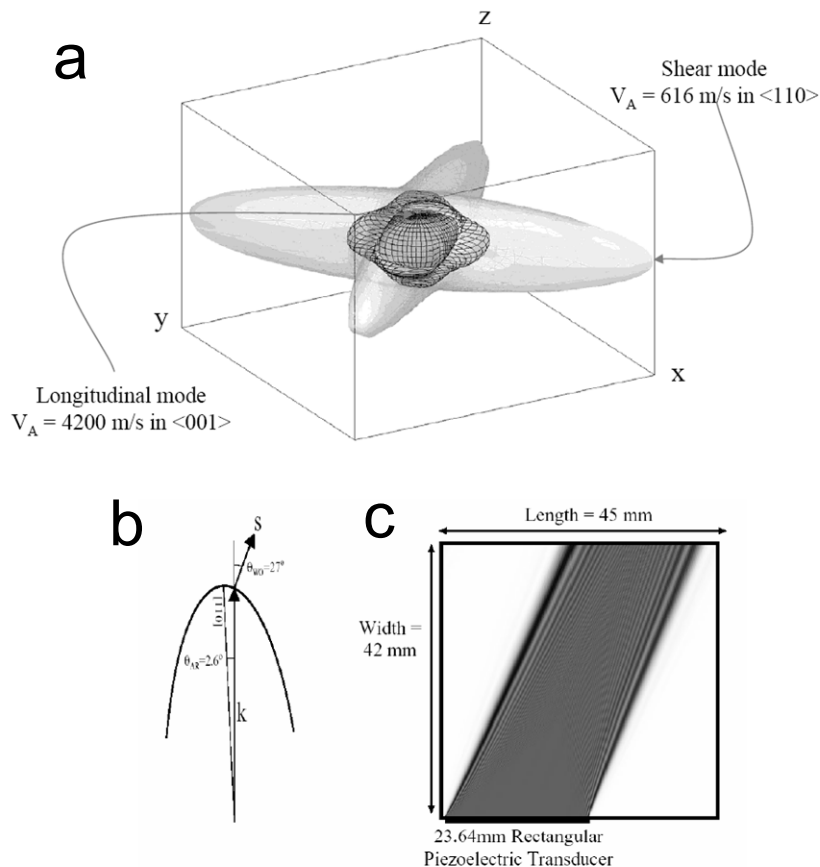 a
z
Shear mode
V_A = 616 m/s in <110>
y
x
Longitudinal mode
V_A = 4200 m/s in <001>
b
S
θ_WO=27°
[011]
θ_AR=2.6°
k
c
Length = 45 mm
Width =
42 mm
23.64mm Rectangular
Piezoelectric Transducer